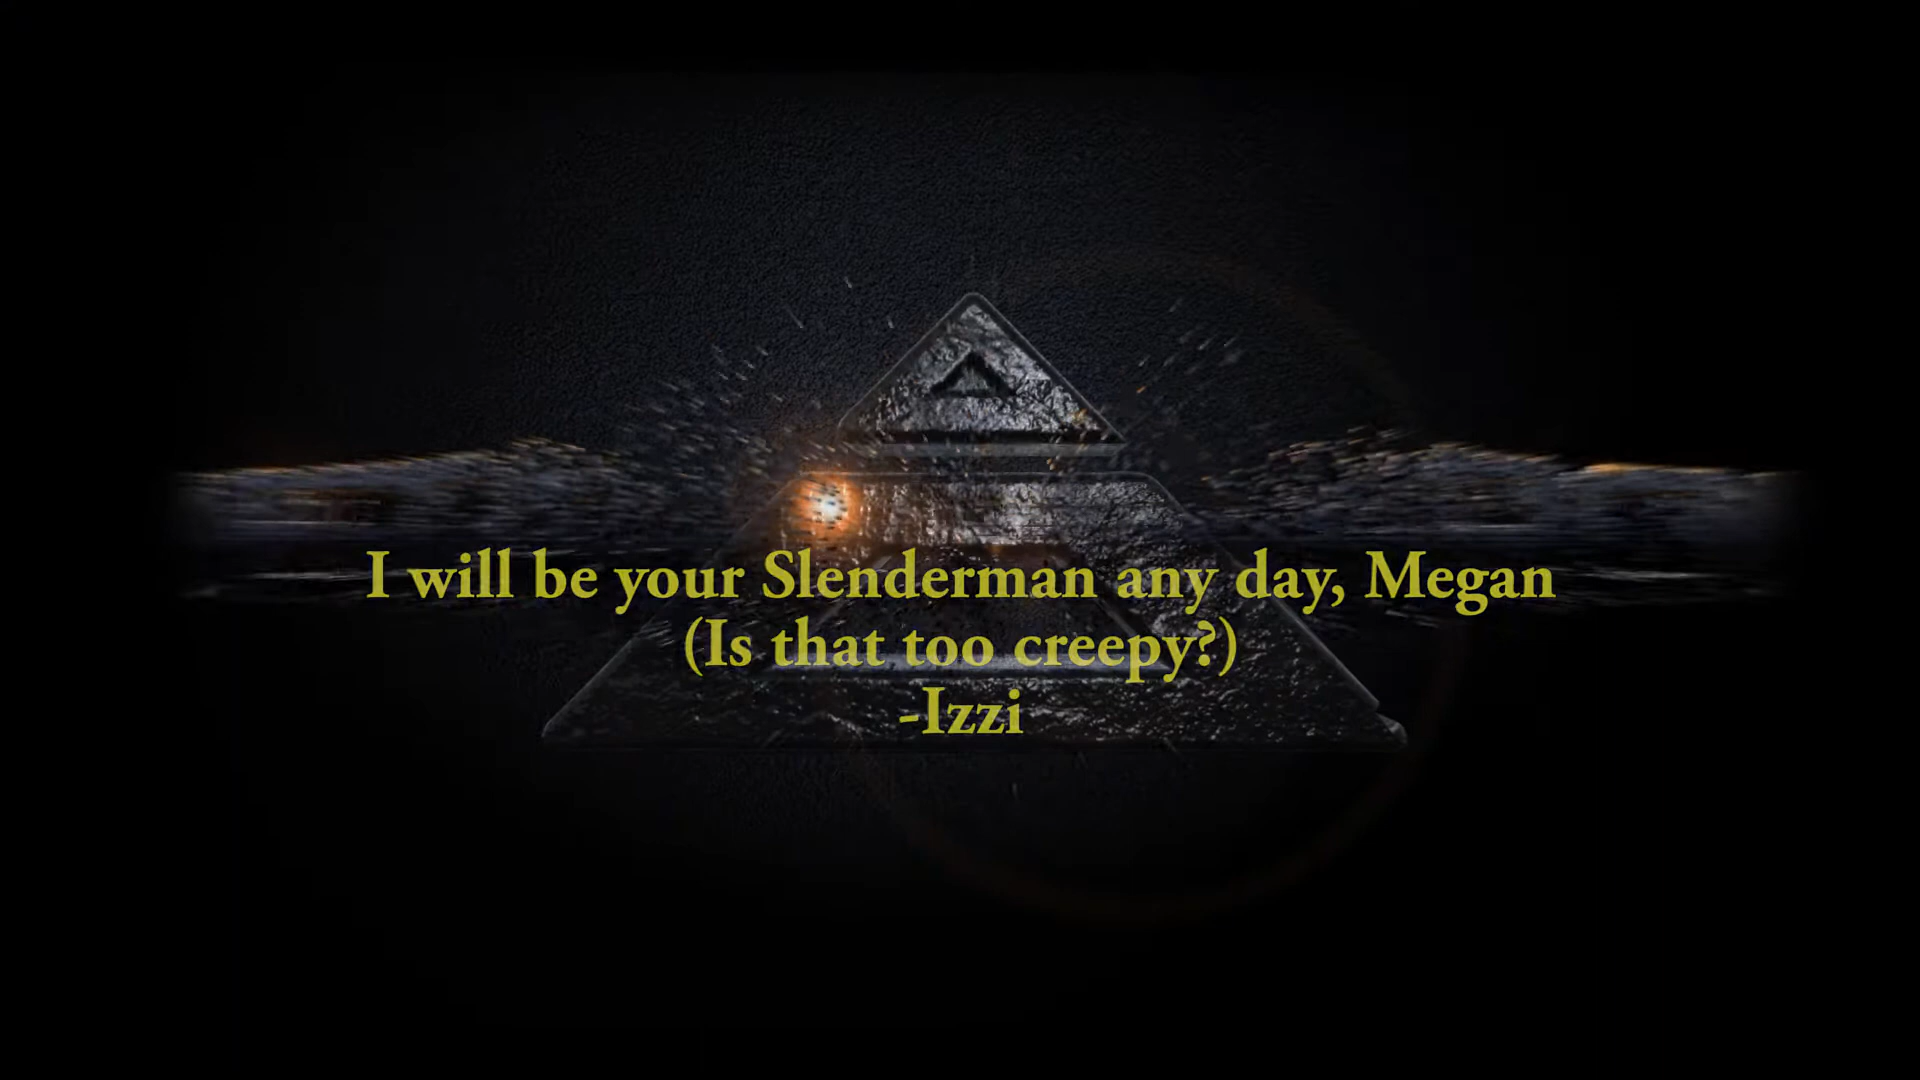 I will be your Slenderman any day, Megan
(Is that too creepy?)
-Izzi